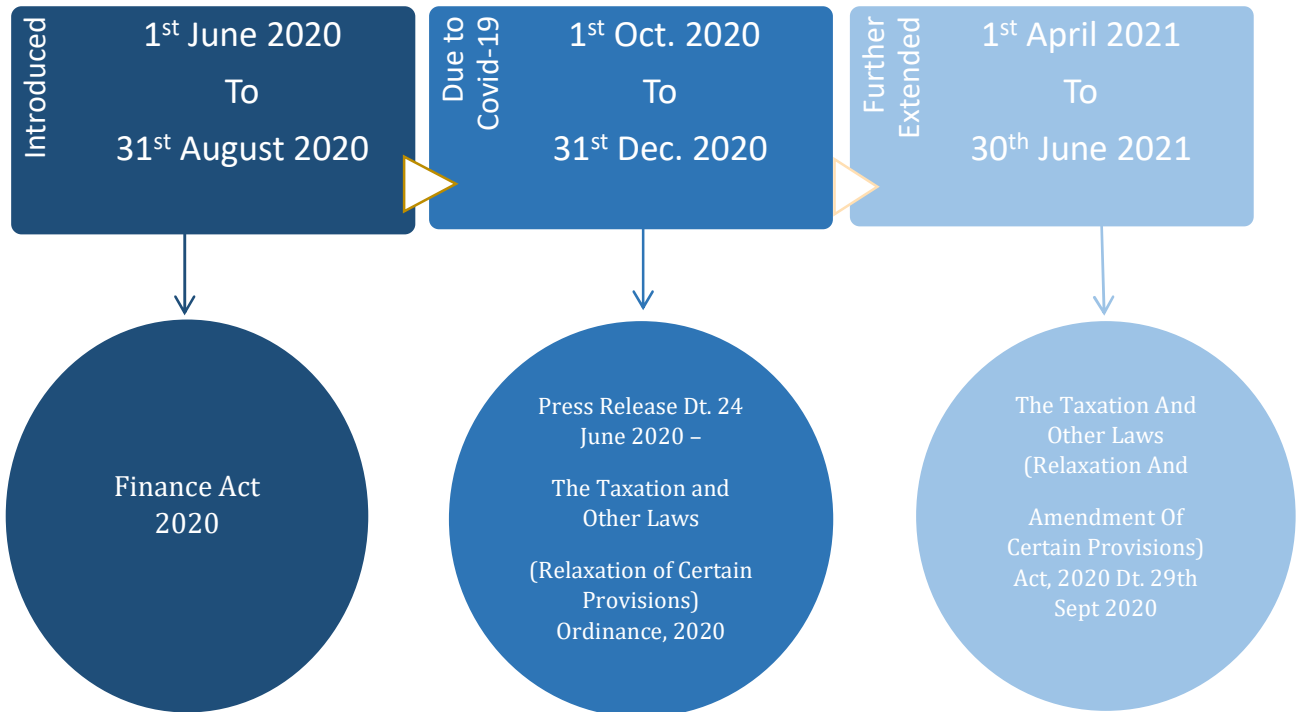 Introduced
1st June 2020
To
31st August 2020
Due to
Covid-19
1st Oct. 2020
To
31st Dec. 2020
Further
Extended
1st April 2021
To
30th June 2021
Finance Act
2020
Press Release Dt. 24
June 2020 –
The Taxation and
Other Laws
(Relaxation of Certain
Provisions)
Ordinance, 2020
The Taxation And
Other Laws
(Relaxation And
Amendment Of
Certain Provisions)
Act, 2020 Dt. 29th
Sept 2020